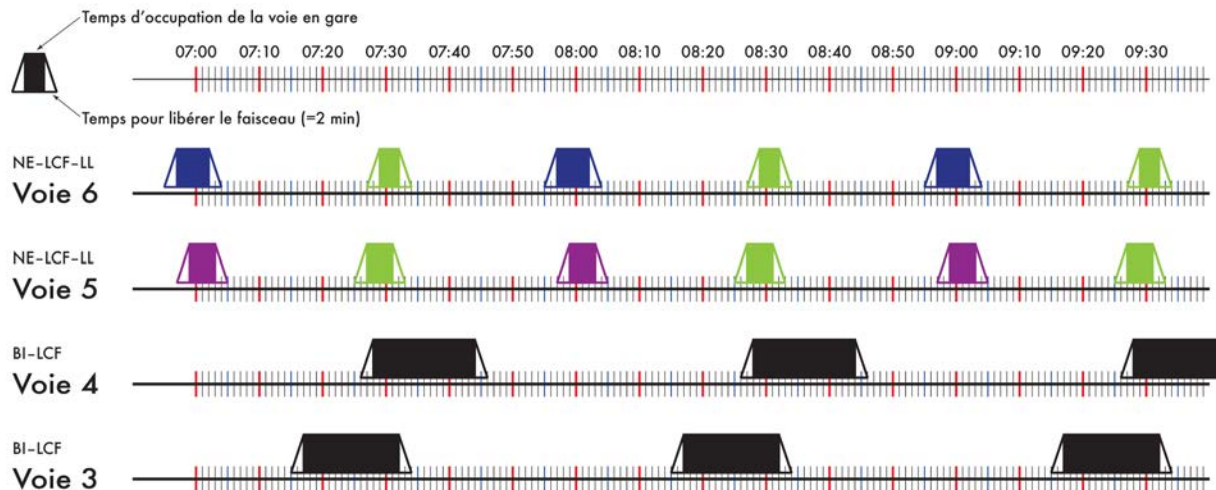 Temps d’occupation de la voie en gare
07:00 07:10 07:20 07:30 07:40 07:50 08:00 08:10 08:20 08:30 08:40 08:50 09:00 09:10 09:20 09:30
Temps pour libérer le faisceau (=2 min)
NE-LCF-LL
Voie 6
NE-LCF-LL
Voie 5
BI-LCF
Voie 4
BI-LCF
Voie 3